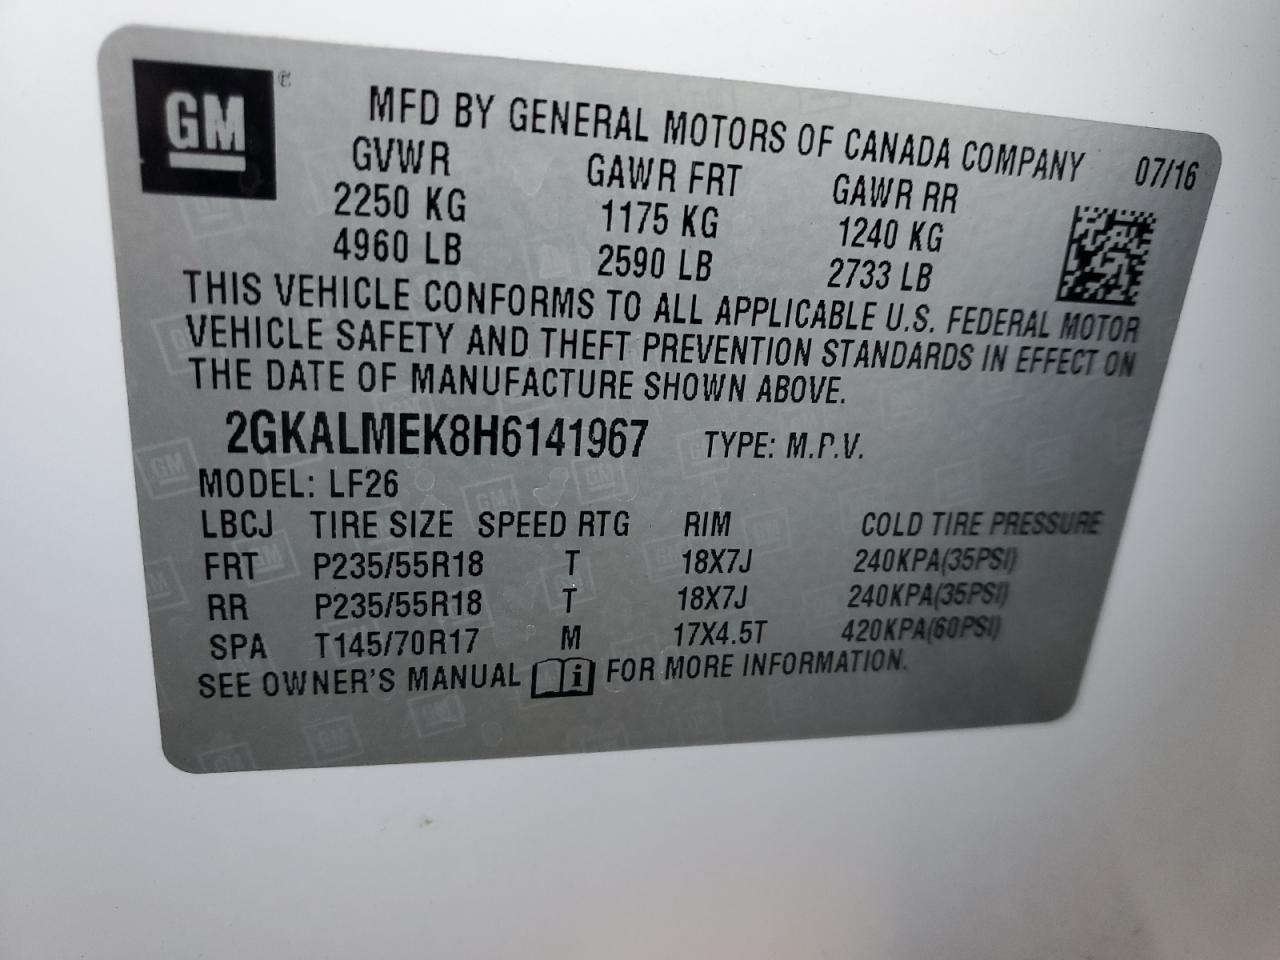 GM
MFD BY GENERAL MOTORS OF CANADA COMPANY 07/16
GVWR GAWR FRT GAWR RR
2250 KG 1175 KG 1240 KG
4960 LB 2590 LB 2733 LB
THIS VEHICLE CONFORMS TO ALL APPLICABLE U.S. FEDERAL MOTOR
VEHICLE SAFETY AND THEFT PREVENTION STANDARDS IN EFFECT ON
THE DATE OF MANUFACTURE SHOWN ABOVE.
2GKALMEK8H6141967 TYPE: M.P.V.
MODEL: LF26
LBCJ TIRE SIZE SPEED RTG RIM COLD TIRE PRESSURE
FRT P235/55R18 T 18X7J 240KPA(35PSI)
RR P235/55R18 T 18X7J 240KPA(35PSI)
SPA T145/70R17 M 17X4.5T 420KPA(60PSI)
SEE OWNER'S MANUAL i FOR MORE INFORMATION.